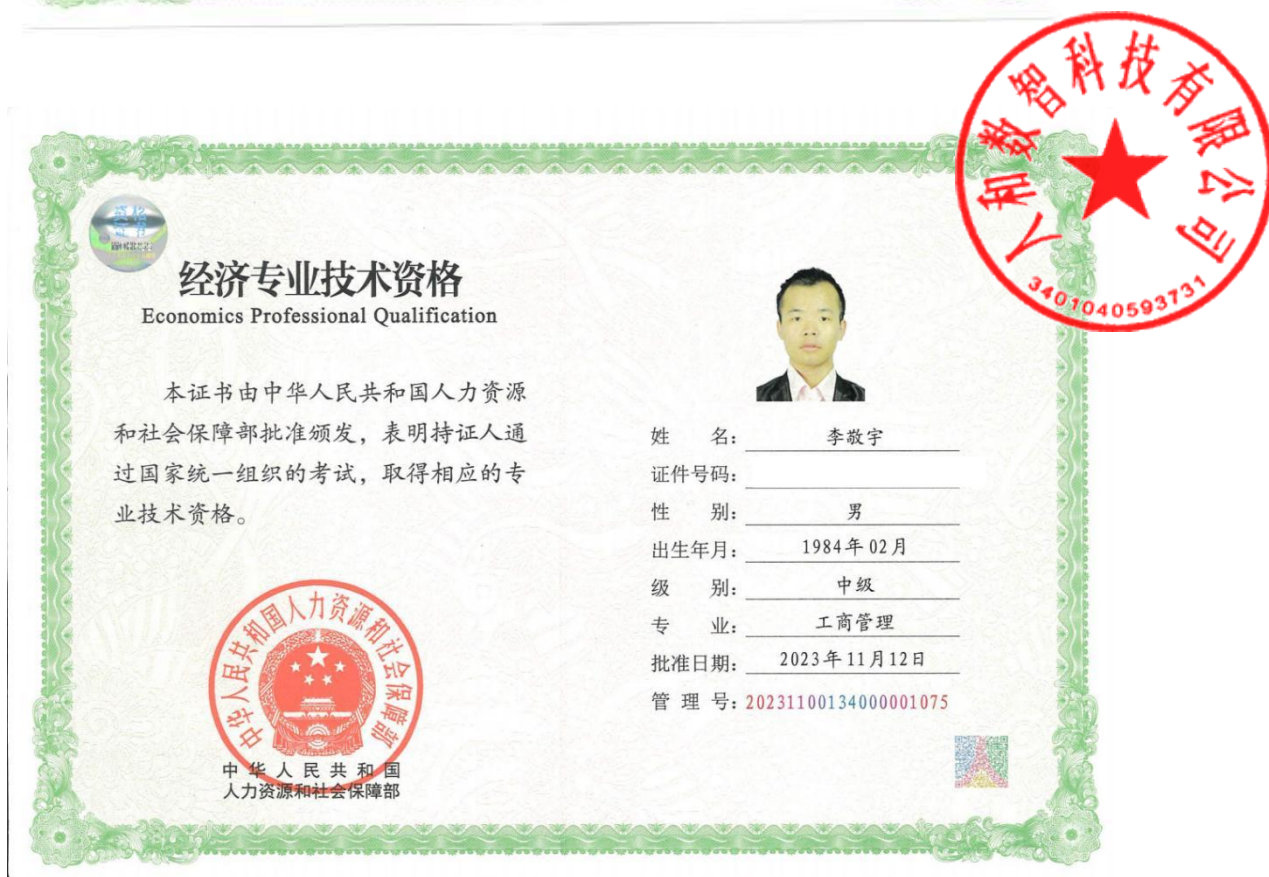 人和数智科技有限公司
3401040593731
经济专业技术资格
Economics Professional Qualification
本证书由中华人民共和国人力资源
和社会保障部批准颁发，表明持证人通
过国家统一组织的考试，取得相应的专
业技术资格。
姓 名：李敬宇
证件号码：
性 别：男
出生年月：1984年02月
级 别：中级
专 业：工商管理
批准日期：2023年11月12日
管 理 号：20231100134000001075
中华人民共和国人力资源和社会保障部
中华人民共和国
人力资源和社会保障部